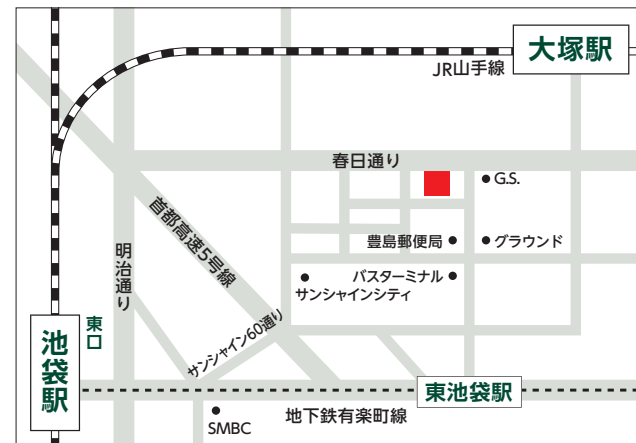 大塚駅
JR山手線
春日通り
G.S.
首都高速5号線
豊島郵便局
グラウンド
明治通り
バスターミナル
サンシャインシティ
東口
サンシャイン60通り
池袋駅
東池袋駅
地下鉄有楽町線
SMBC